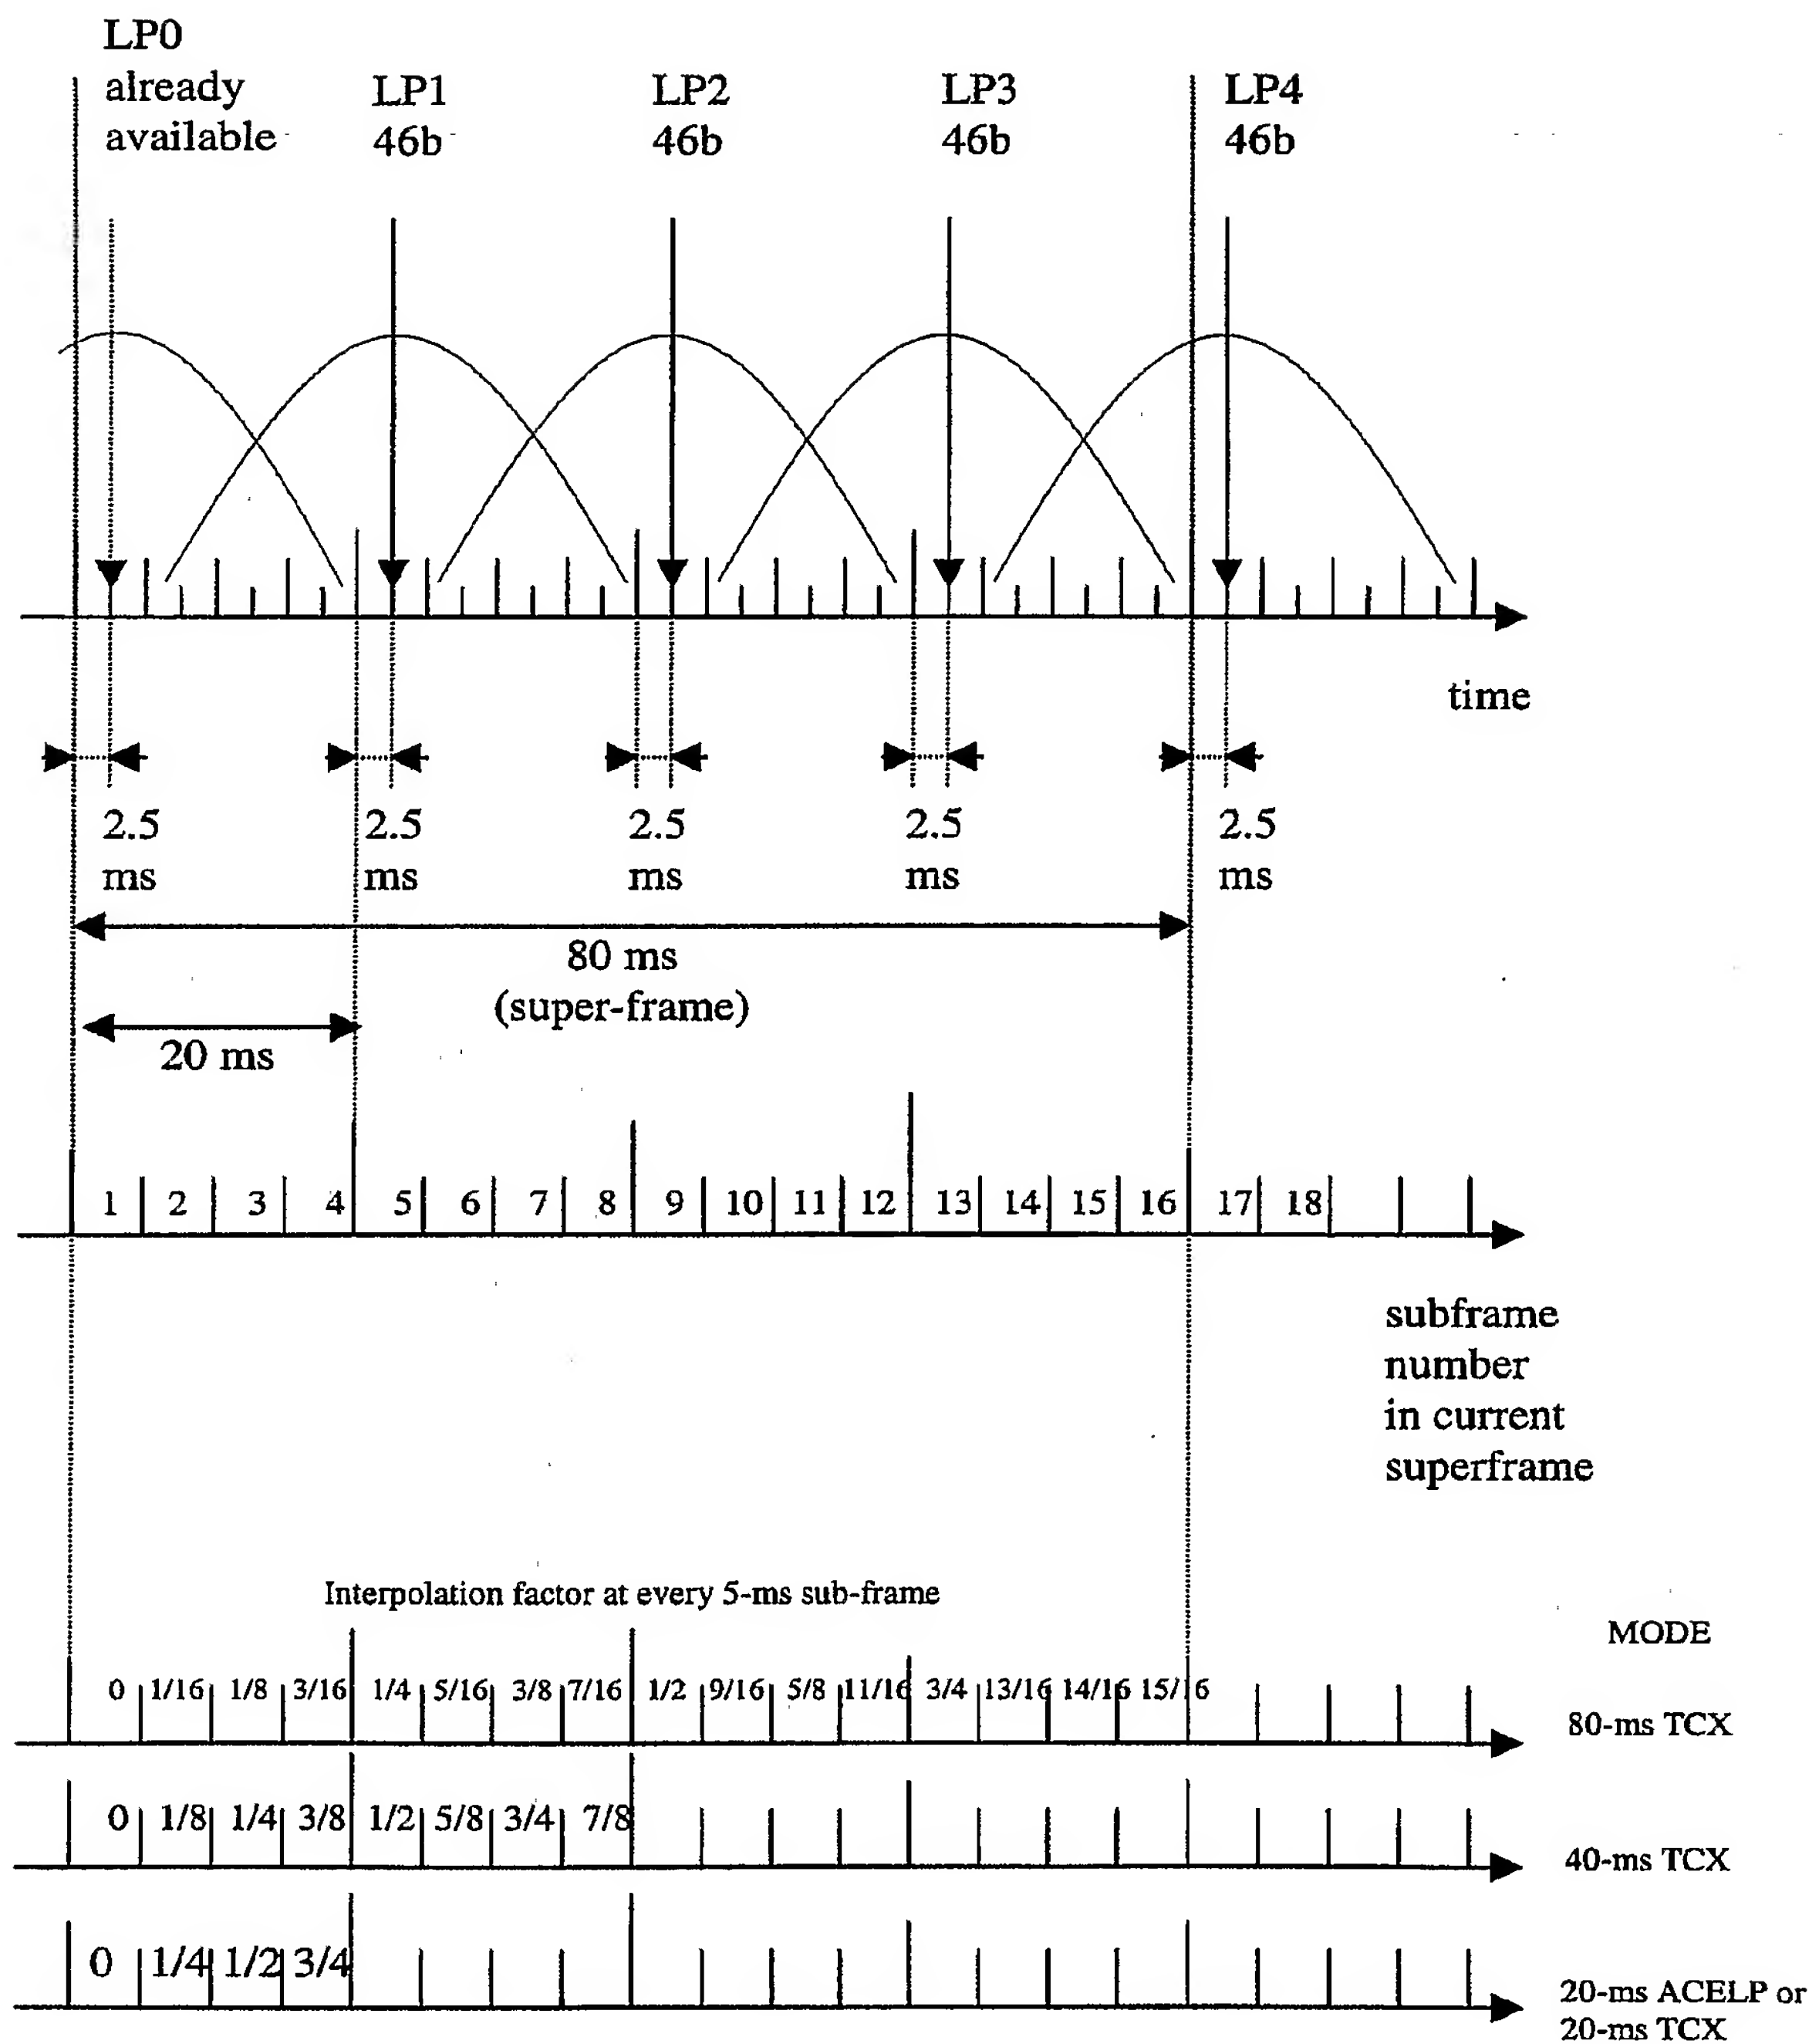 LP0
already
available
LP1
46b
LP2
46b
LP3
46b
LP4
46b
time
2.5
ms
2.5
ms
2.5
ms
2.5
ms
2.5
ms
80 ms
(super-frame)
20 ms
1 2 3 4 5 6 7 8 9 10 11 12 13 14 15 16 17 18
subframe
number
in current
superframe
Interpolation factor at every 5-ms sub-frame
MODE
0 1/16 1/8 3/16 1/4 5/16 3/8 7/16 1/2 9/16 5/8 11/16 3/4 13/16 14/16 15/16
80-ms TCX
0 1/8 1/4 3/8 1/2 5/8 3/4 7/8
40-ms TCX
0 1/4 1/2 3/4
20-ms ACELP or
20-ms TCX